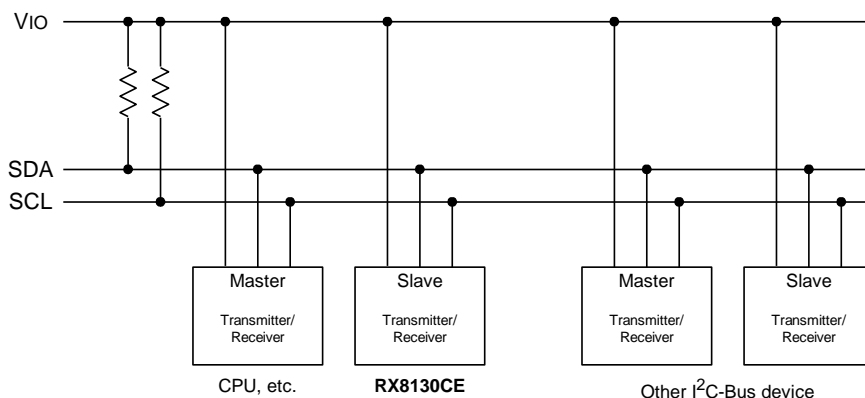 VIO
SDA
SCL
Master
Transmitter/
Receiver
CPU, etc.
Slave
Transmitter/
Receiver
RX8130CE
Master
Transmitter/
Receiver
Slave
Transmitter/
Receiver
Other I²C-Bus device